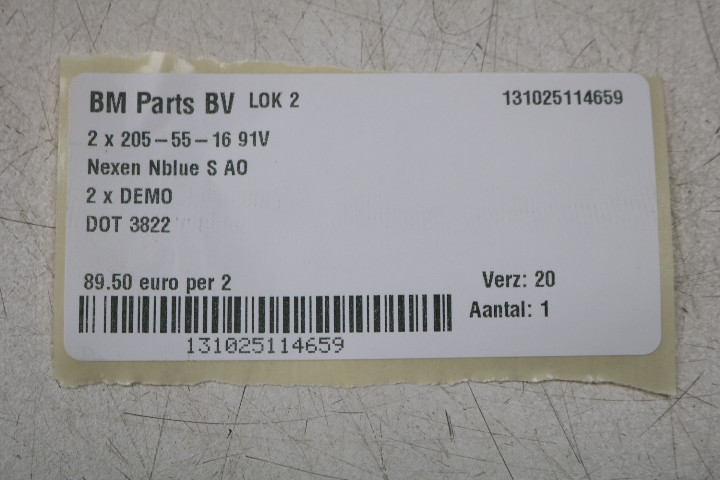 BM Parts BV LOK 2 131025114659
2 x 205-55-16 91V
Nexen Nblue S AO
2 x DEMO
DOT 3822
89.50 euro per 2 Verz: 20
Aantal: 1
131025114659